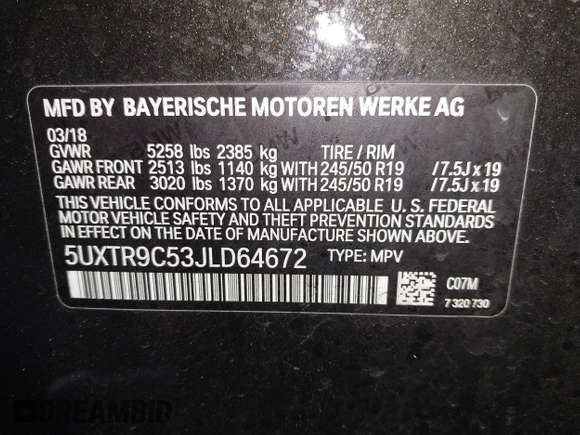 MFD BY BAYERISCHE MOTOREN WERKE AG
03/18
GVWR 5258 lbs 2385 kg TIRE / RIM
GAWR FRONT 2513 lbs 1140 kg WITH 245/50 R19 /7.5J x 19
GAWR REAR 3020 lbs 1370 kg WITH 245/50 R19 /7.5J x 19
THIS VEHICLE CONFORMS TO ALL APPLICABLE U. S. FEDERAL
MOTOR VEHICLE SAFETY AND THEFT PREVENTION STANDARDS
IN EFFECT ON THE DATE OF MANUFACTURE SHOWN ABOVE.
5UXTR9C53JLD64672 TYPE: MPV
C07M
7 320 730
DREAMBID